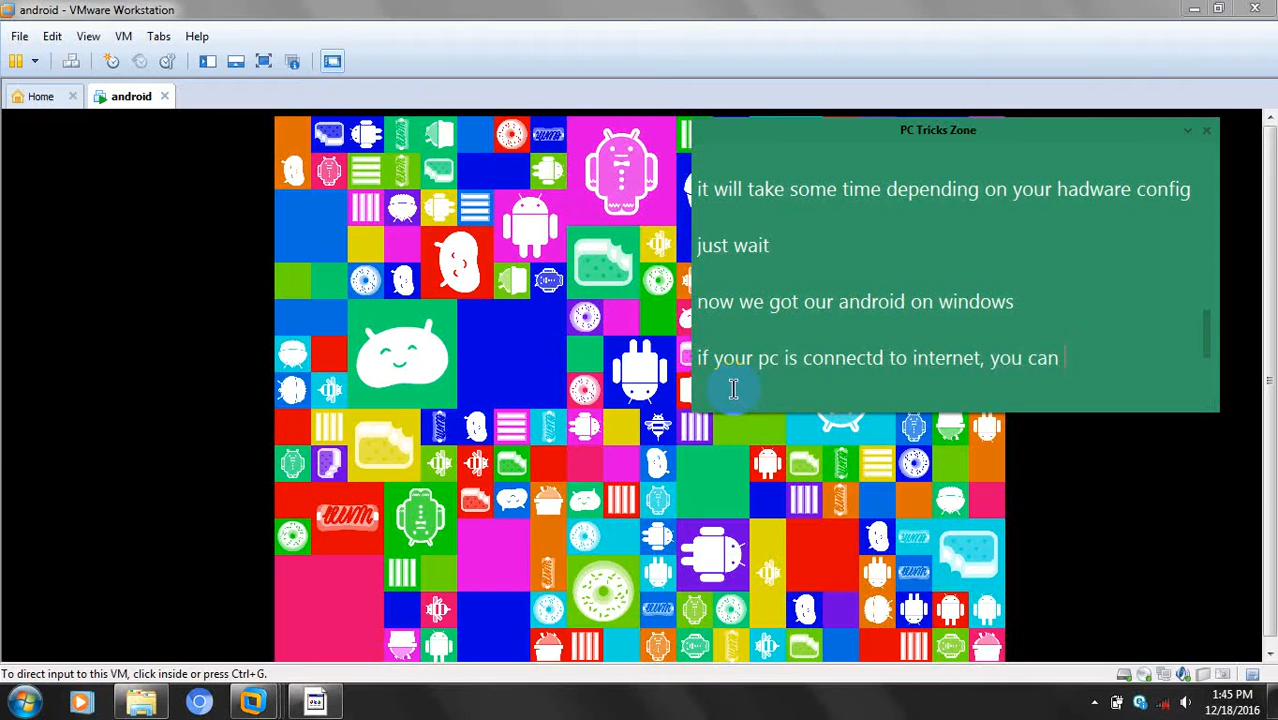 android - VMware Workstation
File Edit View VM Tabs Help
Home android
PC Tricks Zone
it will take some time depending on your hadware config
just wait
now we got our android on windows
if your pc is connectd to internet, you can
To direct input to this VM, click inside or press Ctrl+G.
1:45 PM
12/18/2016